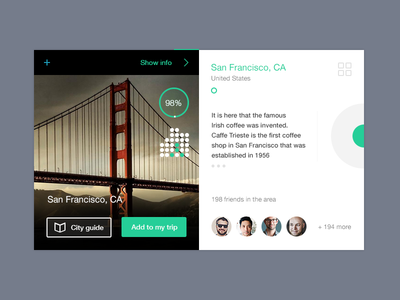 +
Show info
98%
San Francisco, CA
City guide
Add to my trip
San Francisco, CA
United States
It is here that the famous
Irish coffee was invented.
Caffe Trieste is the first coffee
shop in San Francisco that was
established in 1956
198 friends in the area
+ 194 more